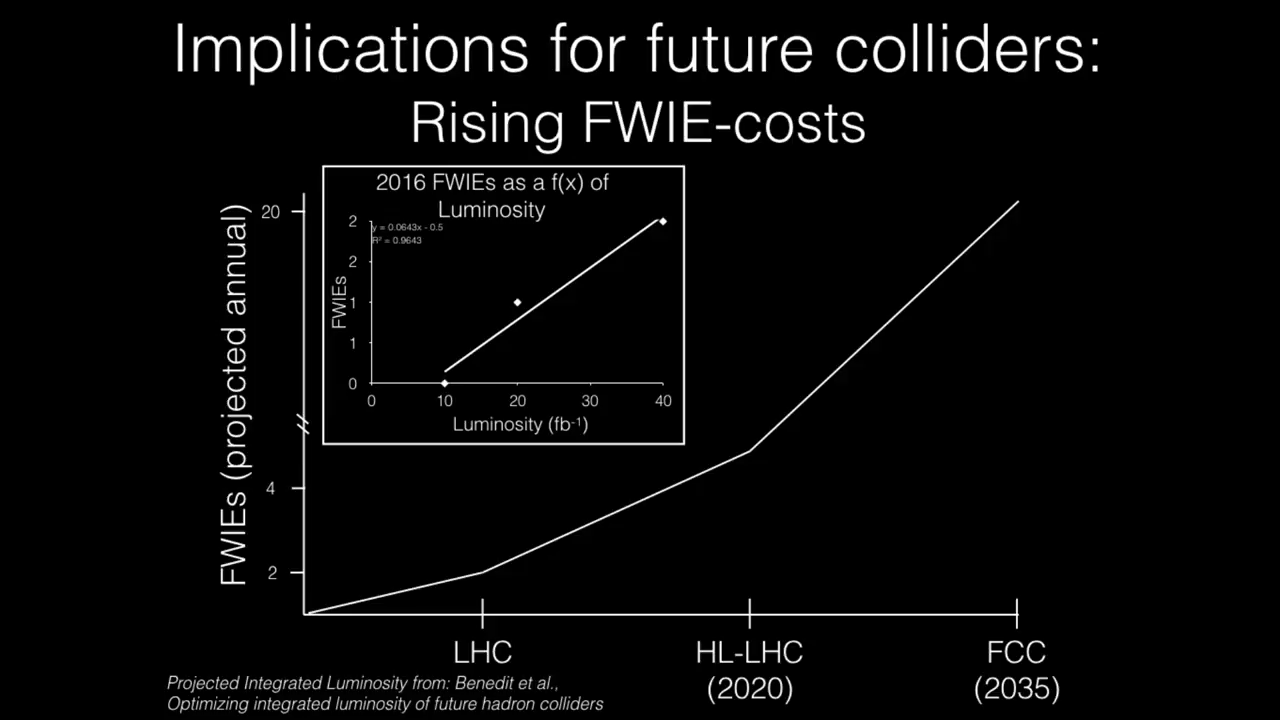 Implications for future colliders:
Rising FWIE-costs
2016 FWIEs as a f(x) of
Luminosity
y = 0.0643x - 0.5
R² = 0.9643
2
2
1
1
0
FWIEs
0 10 20 30 40
Luminosity (fb-1)
FWIEs (projected annual)
20
4
2
LHC
HL-LHC
(2020)
FCC
(2035)
Projected Integrated Luminosity from: Benedit et al.,
Optimizing integrated luminosity of future hadron colliders